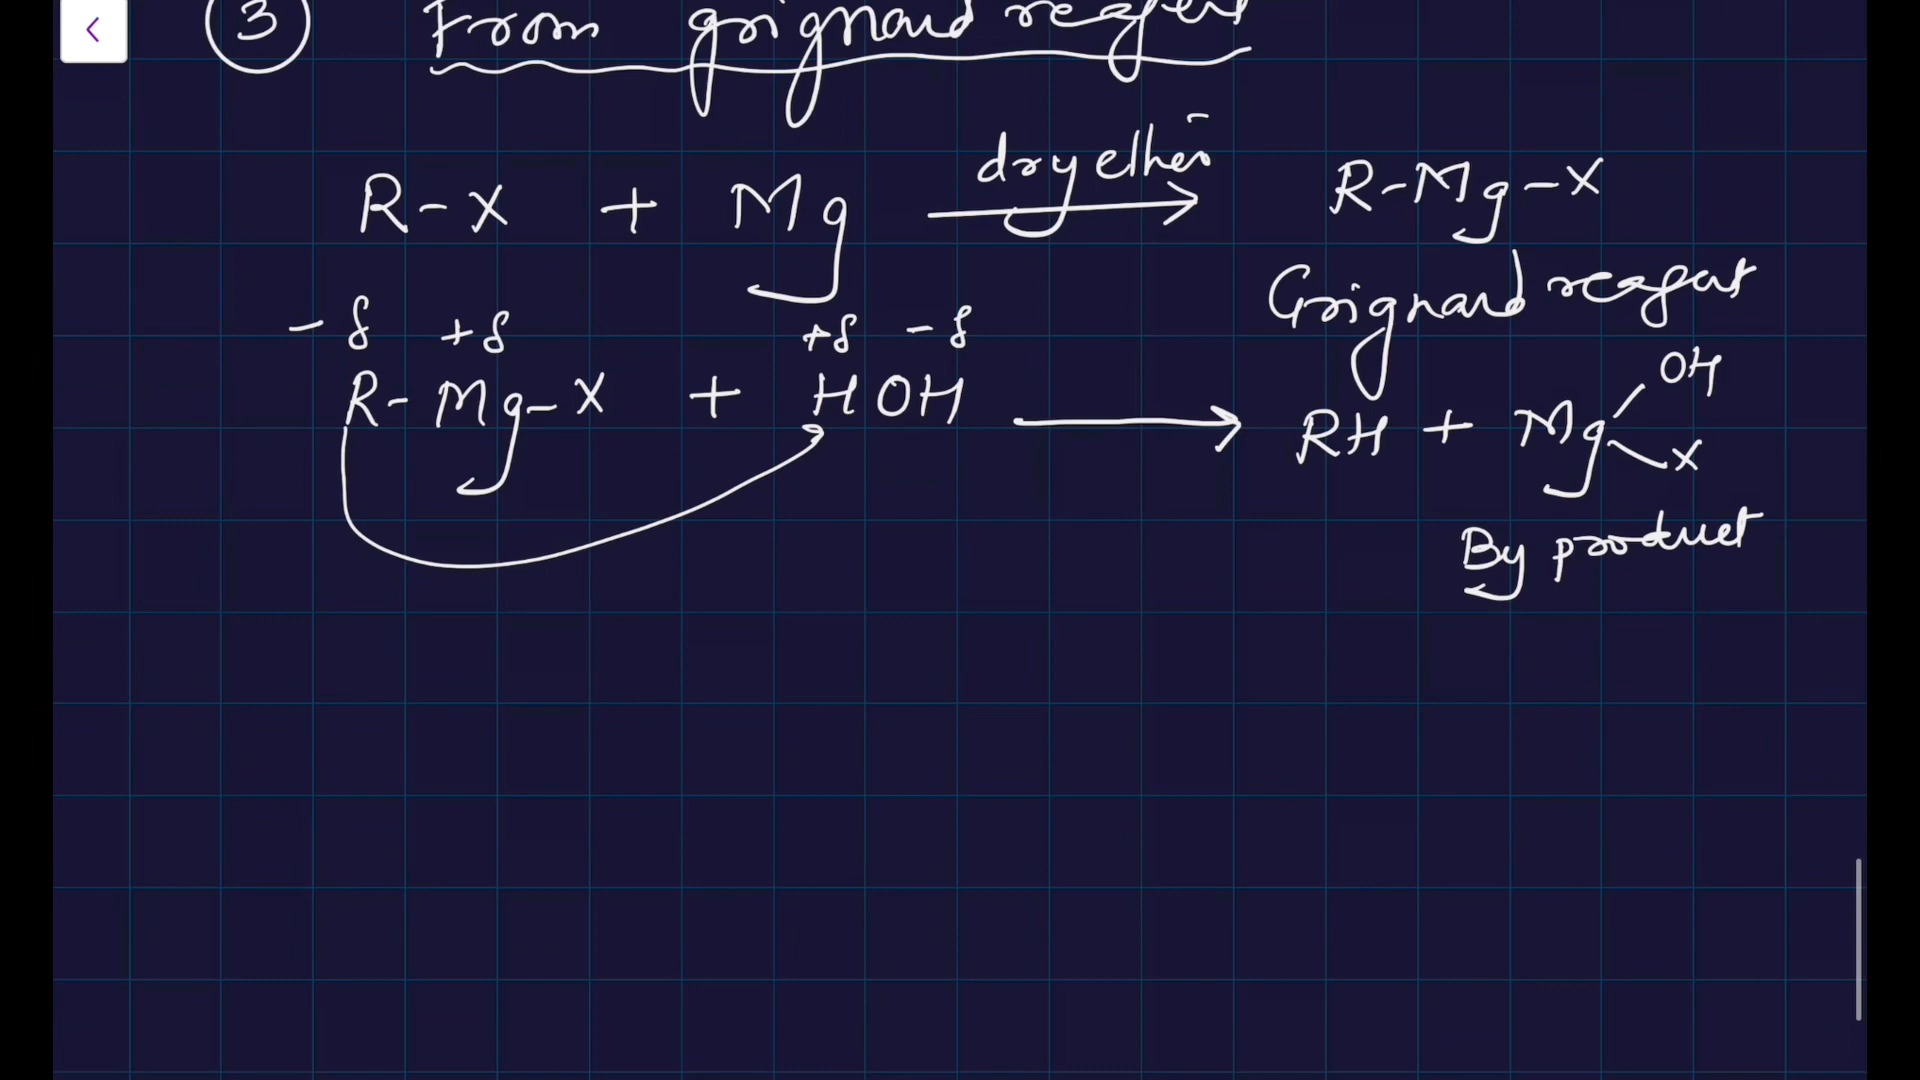 3 From grignard reagent
R-X + Mg dry ether → R-Mg-X
Grignard reagent
-δ +δ +δ -δ
R-Mg-X + HOH → RH + Mg OH X
By product